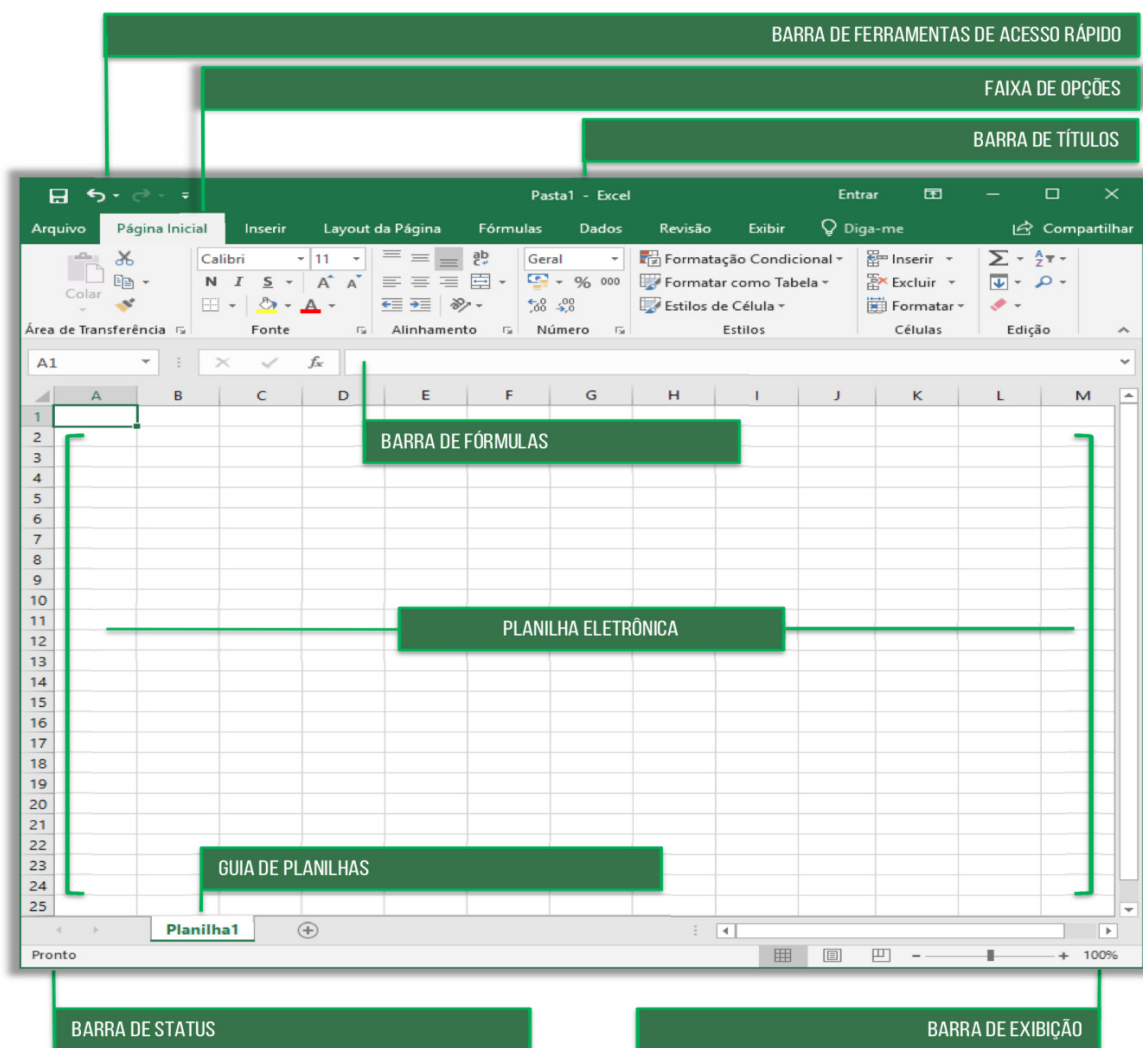 BARRA DE FERRAMENTAS DE ACESSO RÁPIDO
FAIXA DE OPÇÕES
BARRA DE TÍTULOS
Pasta1 - Excel Entrar
Arquivo Página Inicial Inserir Layout da Página Fórmulas Dados Revisão Exibir Diga-me Compartilhar
Colar
Calibri 11
N I S A A
A
ab
Geral
% 000
,00 ,00
,00 ,0
Formatação Condicional
Formatar como Tabela
Estilos de Célula
Inserir
Excluir
Formatar
Σ A Z
Área de Transferência Fonte Alinhamento Número Estilos Células Edição
A1 fx
A B C D E F G H I J K L M
1
2
BARRA DE FÓRMULAS
3
4
5
6
7
8
9
10
11
PLANILHA ELETRÔNICA
12
13
14
15
16
17
18
19
20
21
22
23
GUIA DE PLANILHAS
24
25
Planilha1
Pronto 100%
BARRA DE STATUS
BARRA DE EXIBIÇÃO